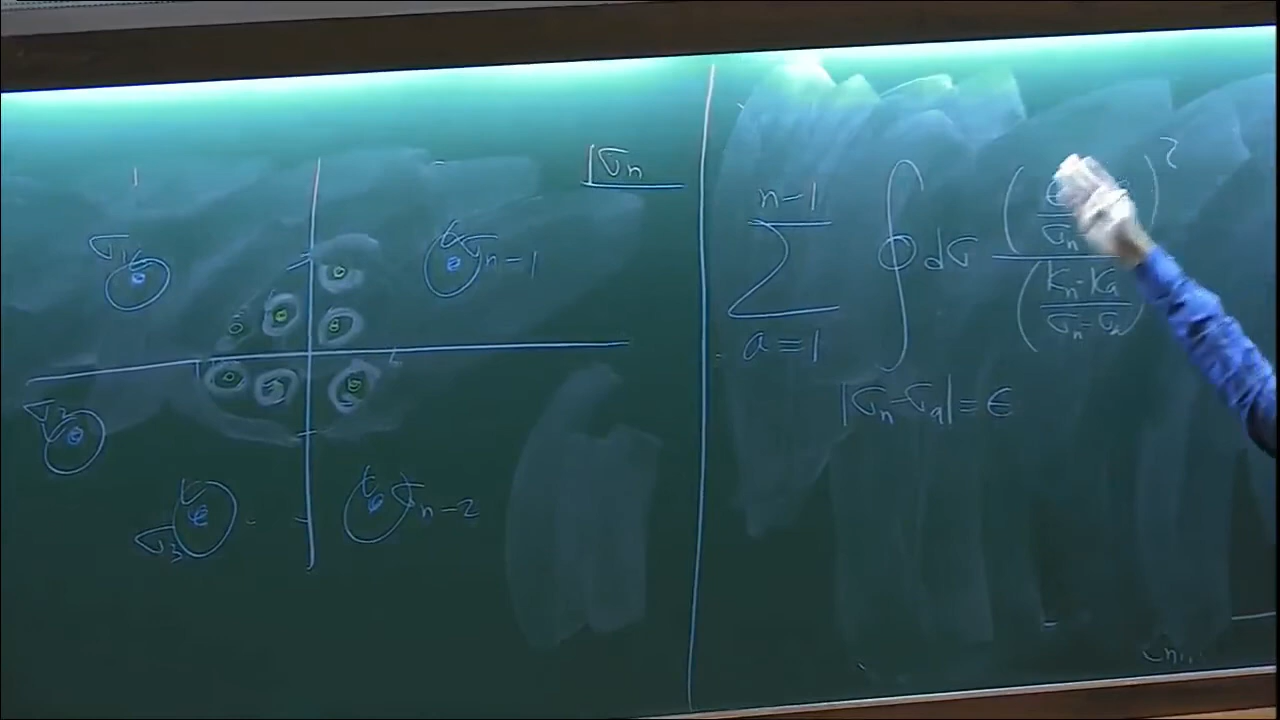 σn
σ1
σn-1
σ2
σ3
σn-2
n-1
∑ ∮ dσ
a=1
|σn-σa|=ε
( )²
σn
(kn-ka
σn-σa)